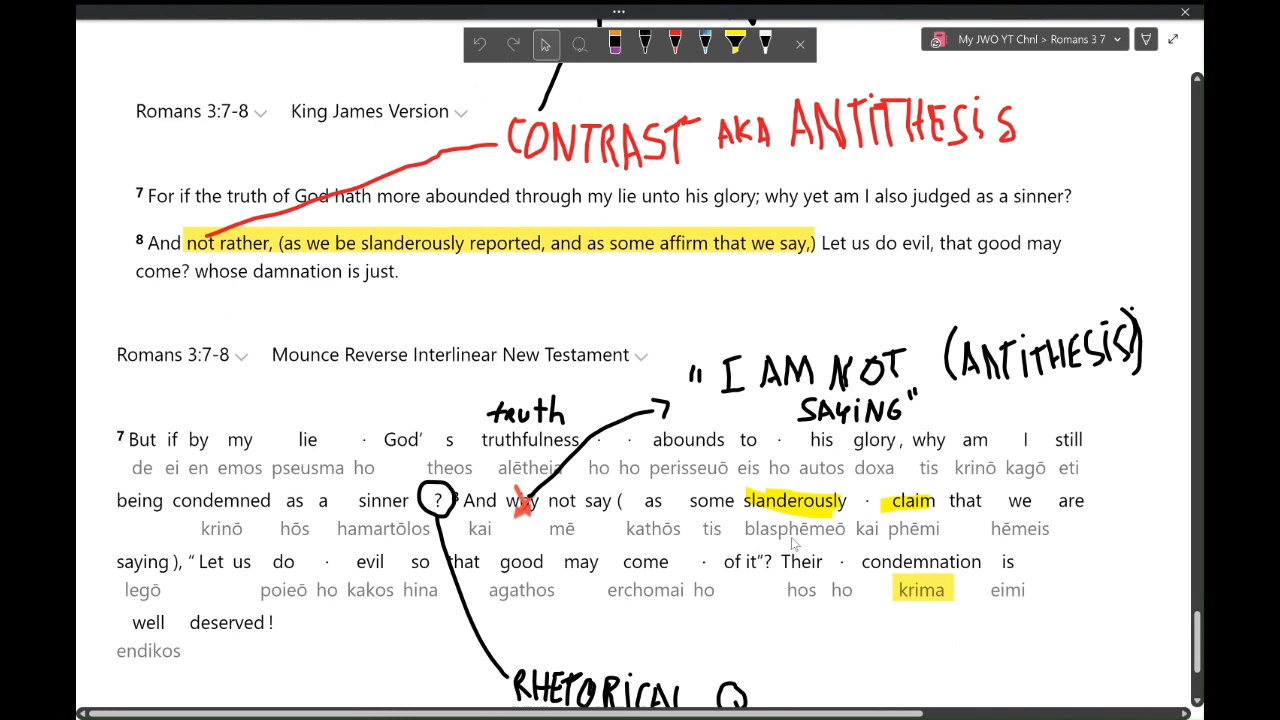 My JWO YT Chnl > Romans 3 7
Romans 3:7-8 King James Version
CONTRAST AKA ANTITHESIS
7 For if the truth of God hath more abounded through my lie unto his glory; why yet am I also judged as a sinner?
8 And not rather, (as we be slanderously reported, and as some affirm that we say,) Let us do evil, that good may
come? whose damnation is just.
Romans 3:7-8 Mounce Reverse Interlinear New Testament
"I AM NOT (ANTITHESIS)
SAYING"
truth
7 But if by my lie · God' s truthfulness · · abounds to · his glory, why am I still
de ei en emos pseusma ho theos alētheia ho ho perisseuō eis ho autos doxa tis krinō kagō eti
being condemned as a sinner ? 8 And why not say ( as some slanderously · claim that we are
krinō hōs hamartōlos kai mē kathōs tis blasphēmeō kai phēmi hēmeis
saying ), “ Let us do · evil so that good may come · of it”? Their · condemnation is
legō poieō ho kakos hina agathos erchomai ho hos ho krima eimi
well deserved !
endikos
RHETORICAL Q